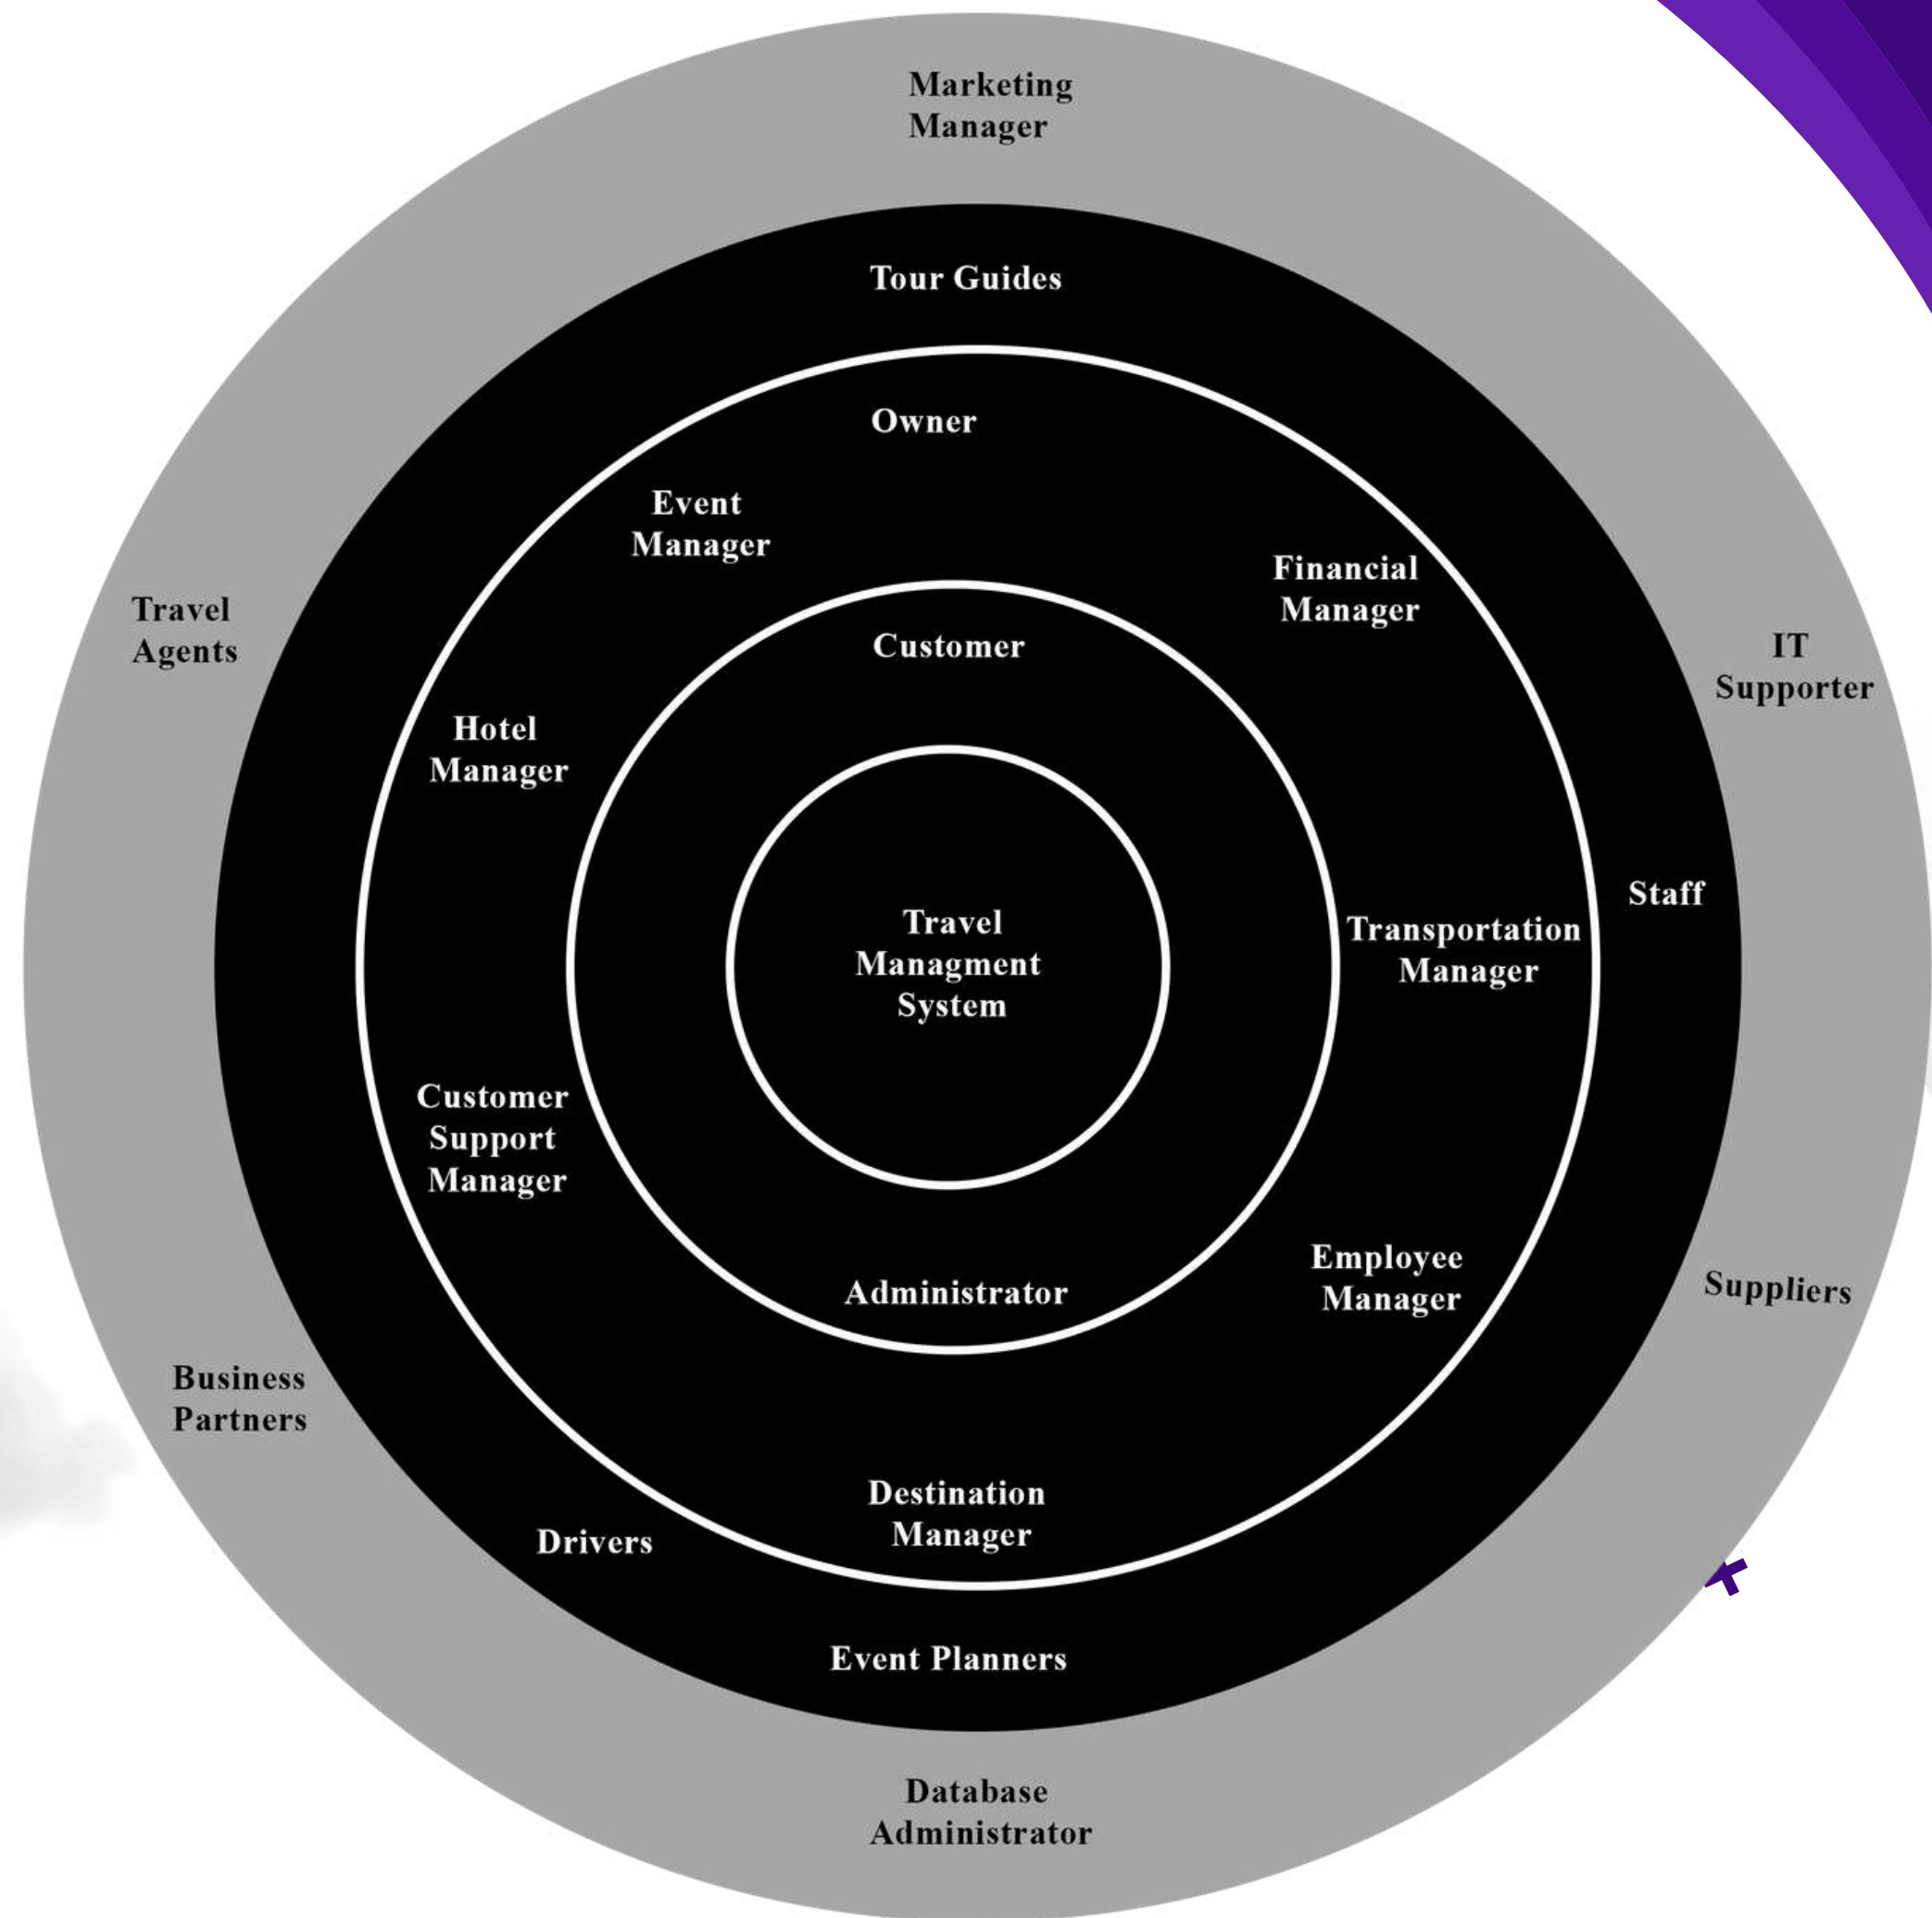 Marketing
Manager
Tour Guides
Owner
Event
Manager
Financial
Manager
Travel
Agents
Customer
IT
Supporter
Hotel
Manager
Staff
Travel
Managment
System
Transportation
Manager
Customer
Support
Manager
Employee
Manager
Administrator
Suppliers
Business
Partners
Destination
Manager
Drivers
Event Planners
Database
Administrator